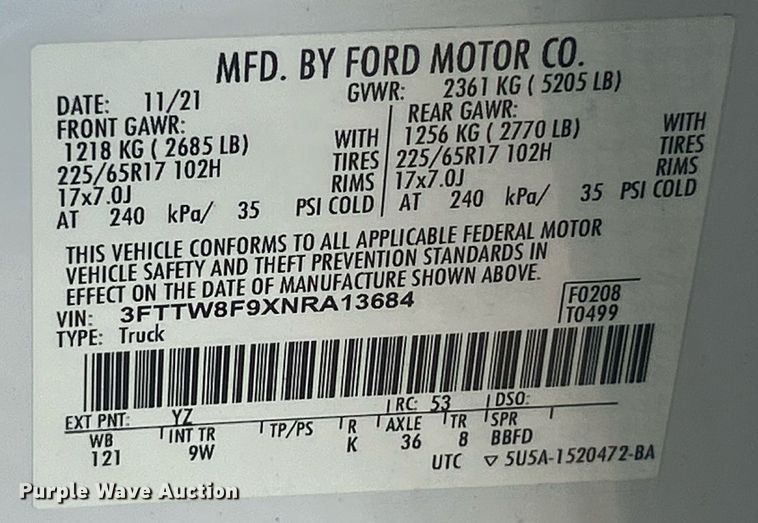 MFD. BY FORD MOTOR CO.
DATE: 11/21 GVWR: 2361 KG ( 5205 LB)
FRONT GAWR: REAR GAWR:
1218 KG ( 2685 LB) WITH 1256 KG ( 2770 LB) WITH
225/65R17 102H TIRES 225/65R17 102H TIRES
17x7.0J RIMS 17x7.0J RIMS
AT 240 kPa/ 35 PSI COLD AT 240 kPa/ 35 PSI COLD
THIS VEHICLE CONFORMS TO ALL APPLICABLE FEDERAL MOTOR
VEHICLE SAFETY AND THEFT PREVENTION STANDARDS IN
EFFECT ON THE DATE OF MANUFACTURE SHOWN ABOVE.
VIN: 3FTTW8F9XNRA13684 F0208
TYPE: Truck T0499
EXT PNT: YZ RC: 53 DSO:
WB INT TR TP/PS R AXLE TR SPR
121 9W K 36 8 BBFD
UTC ▽ 5U5A-1520472-BA
Purple Wave Auction